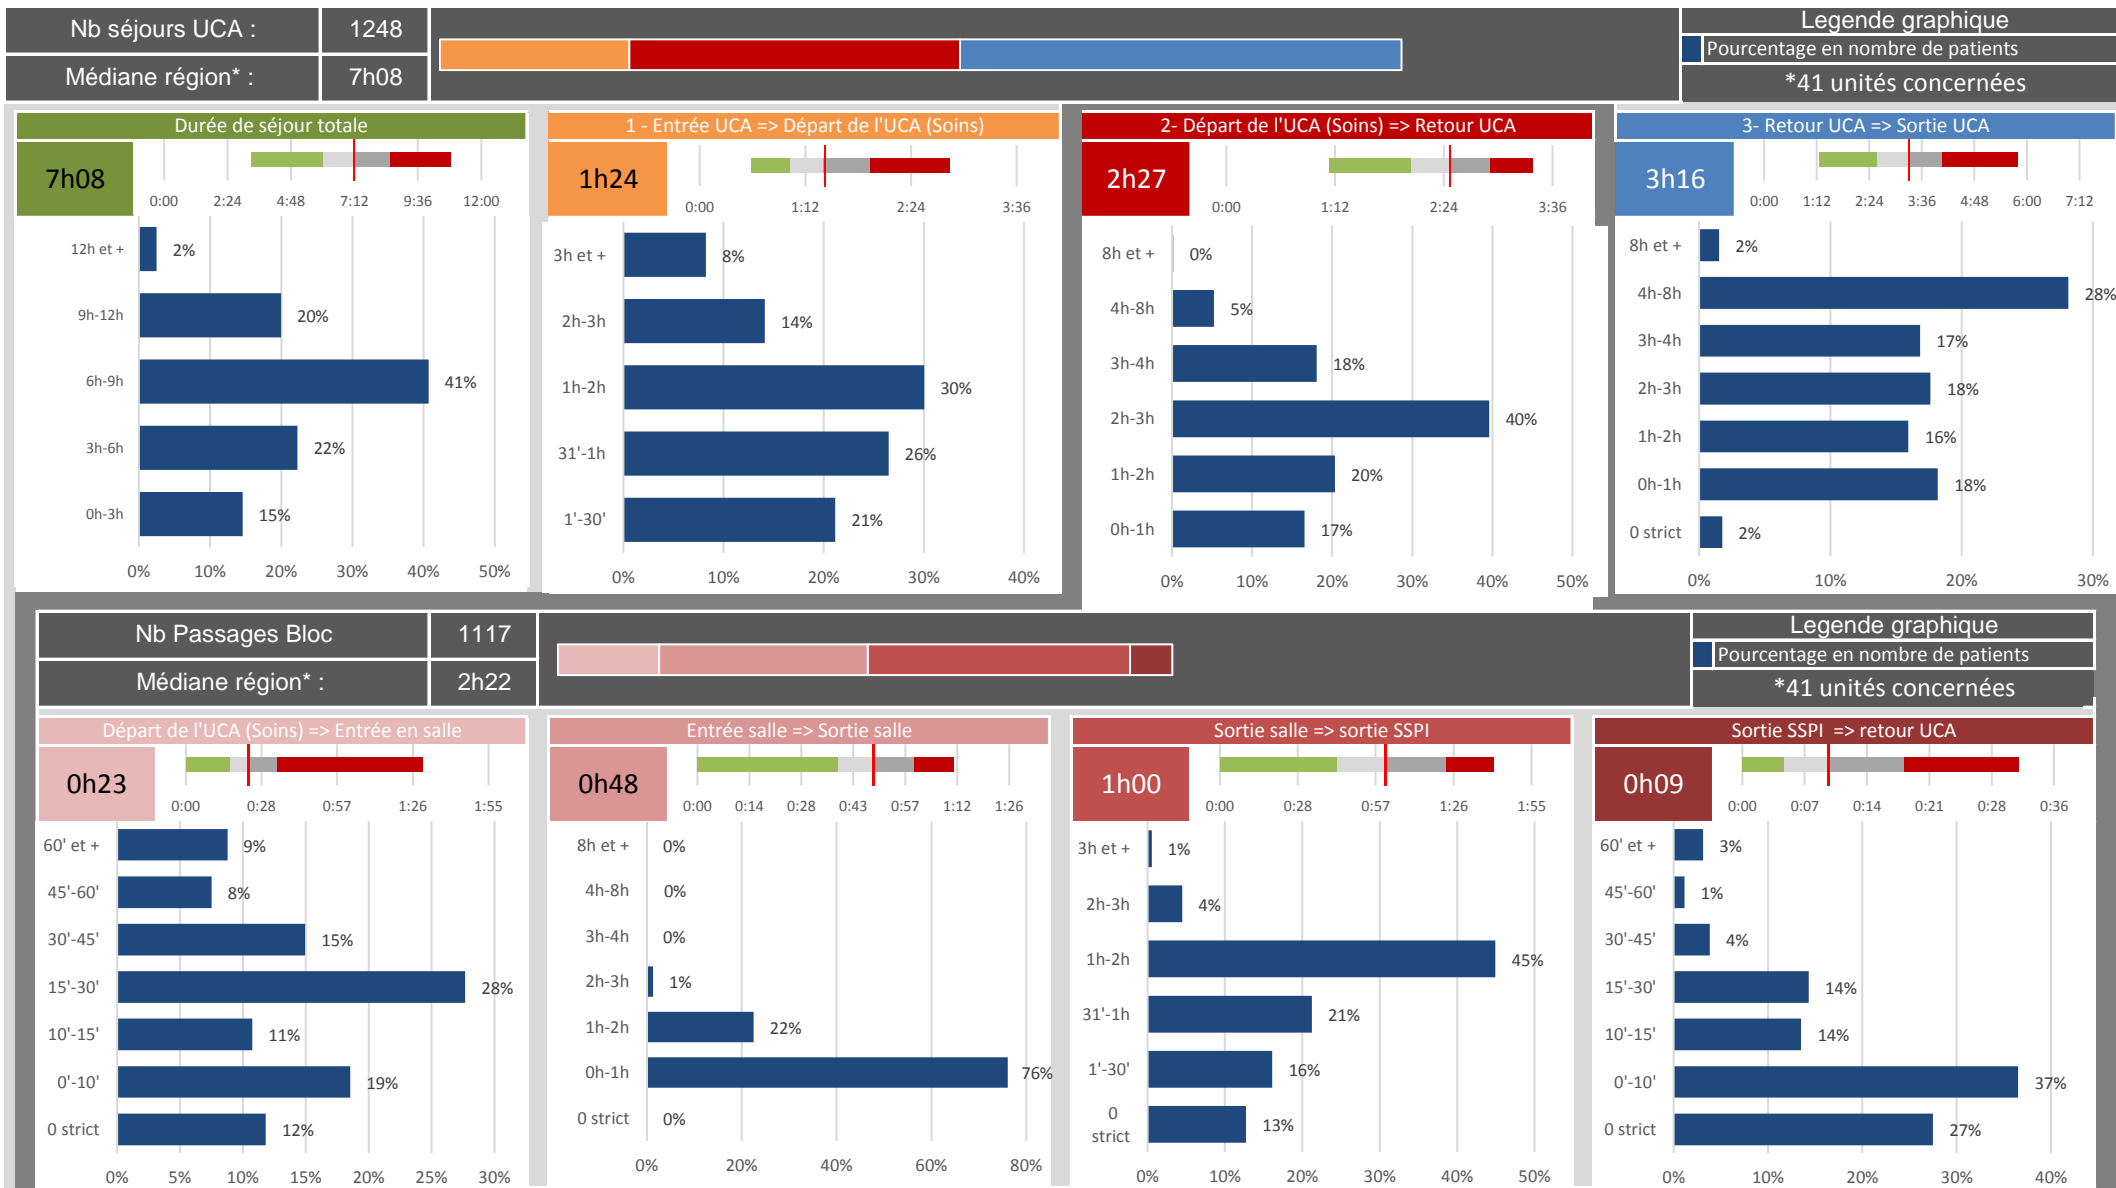 Nb séjours UCA :
1248
Médiane région* :
7h08
Legende graphique
Pourcentage en nombre de patients
*41 unités concernées
Durée de séjour totale
7h08
0:00 2:24 4:48 7:12 9:36 12:00
12h et + 2%
9h-12h 20%
6h-9h 41%
3h-6h 22%
0h-3h 15%
0% 10% 20% 30% 40% 50%
1 - Entrée UCA => Départ de l'UCA (Soins)
1h24
0:00 1:12 2:24 3:36
3h et + 8%
2h-3h 14%
1h-2h 30%
31'-1h 26%
1'-30' 21%
0% 10% 20% 30% 40%
2- Départ de l'UCA (Soins) => Retour UCA
2h27
0:00 1:12 2:24 3:36
8h et + 0%
4h-8h 5%
3h-4h 18%
2h-3h 40%
1h-2h 20%
0h-1h 17%
0% 10% 20% 30% 40% 50%
3- Retour UCA => Sortie UCA
3h16
0:00 1:12 2:24 3:36 4:48 6:00 7:12
8h et + 2%
4h-8h 28%
3h-4h 17%
2h-3h 18%
1h-2h 16%
0h-1h 18%
0 strict 2%
0% 10% 20% 30%
Nb Passages Bloc
1117
Médiane région* :
2h22
Legende graphique
Pourcentage en nombre de patients
*41 unités concernées
Départ de l'UCA (Soins) => Entrée en salle
0h23
0:00 0:28 0:57 1:26 1:55
60' et + 9%
45'-60' 8%
30'-45' 15%
15'-30' 28%
10'-15' 11%
0'-10' 19%
0 strict 12%
0% 5% 10% 15% 20% 25% 30%
Entrée salle => Sortie salle
0h48
0:00 0:14 0:28 0:43 0:57 1:12 1:26
8h et + 0%
4h-8h 0%
3h-4h 0%
2h-3h 1%
1h-2h 22%
0h-1h 76%
0 strict 0%
0% 20% 40% 60% 80%
Sortie salle => sortie SSPI
1h00
0:00 0:28 0:57 1:26 1:55
3h et + 1%
2h-3h 4%
1h-2h 45%
31'-1h 21%
1'-30' 16%
0
strict 13%
0% 10% 20% 30% 40% 50%
Sortie SSPI => retour UCA
0h09
0:00 0:07 0:14 0:21 0:28 0:36
60' et + 3%
45'-60' 1%
30'-45' 4%
15'-30' 14%
10'-15' 14%
0'-10' 37%
0 strict 27%
0% 10% 20% 30% 40%